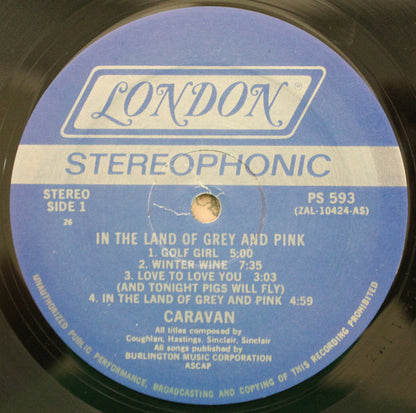 LONDON
STEREOPHONIC
STEREO
SIDE 1
26
PS 593
(ZAL-10424-AS)
IN THE LAND OF GREY AND PINK
1. GOLF GIRL 5:00
2. WINTER WINE 7:35
3. LOVE TO LOVE YOU 3:03
(AND TONIGHT PIGS WILL FLY)
4. IN THE LAND OF GREY AND PINK 4:59
CARAVAN
All titles composed by
Coughlan, Hastings, Sinclair, Sinclair
All songs published by
BURLINGTON MUSIC CORPORATION
ASCAP
UNAUTHORIZED PUBLIC PERFORMANCE, BROADCASTING AND COPYING OF THIS RECORDING PROHIBITED